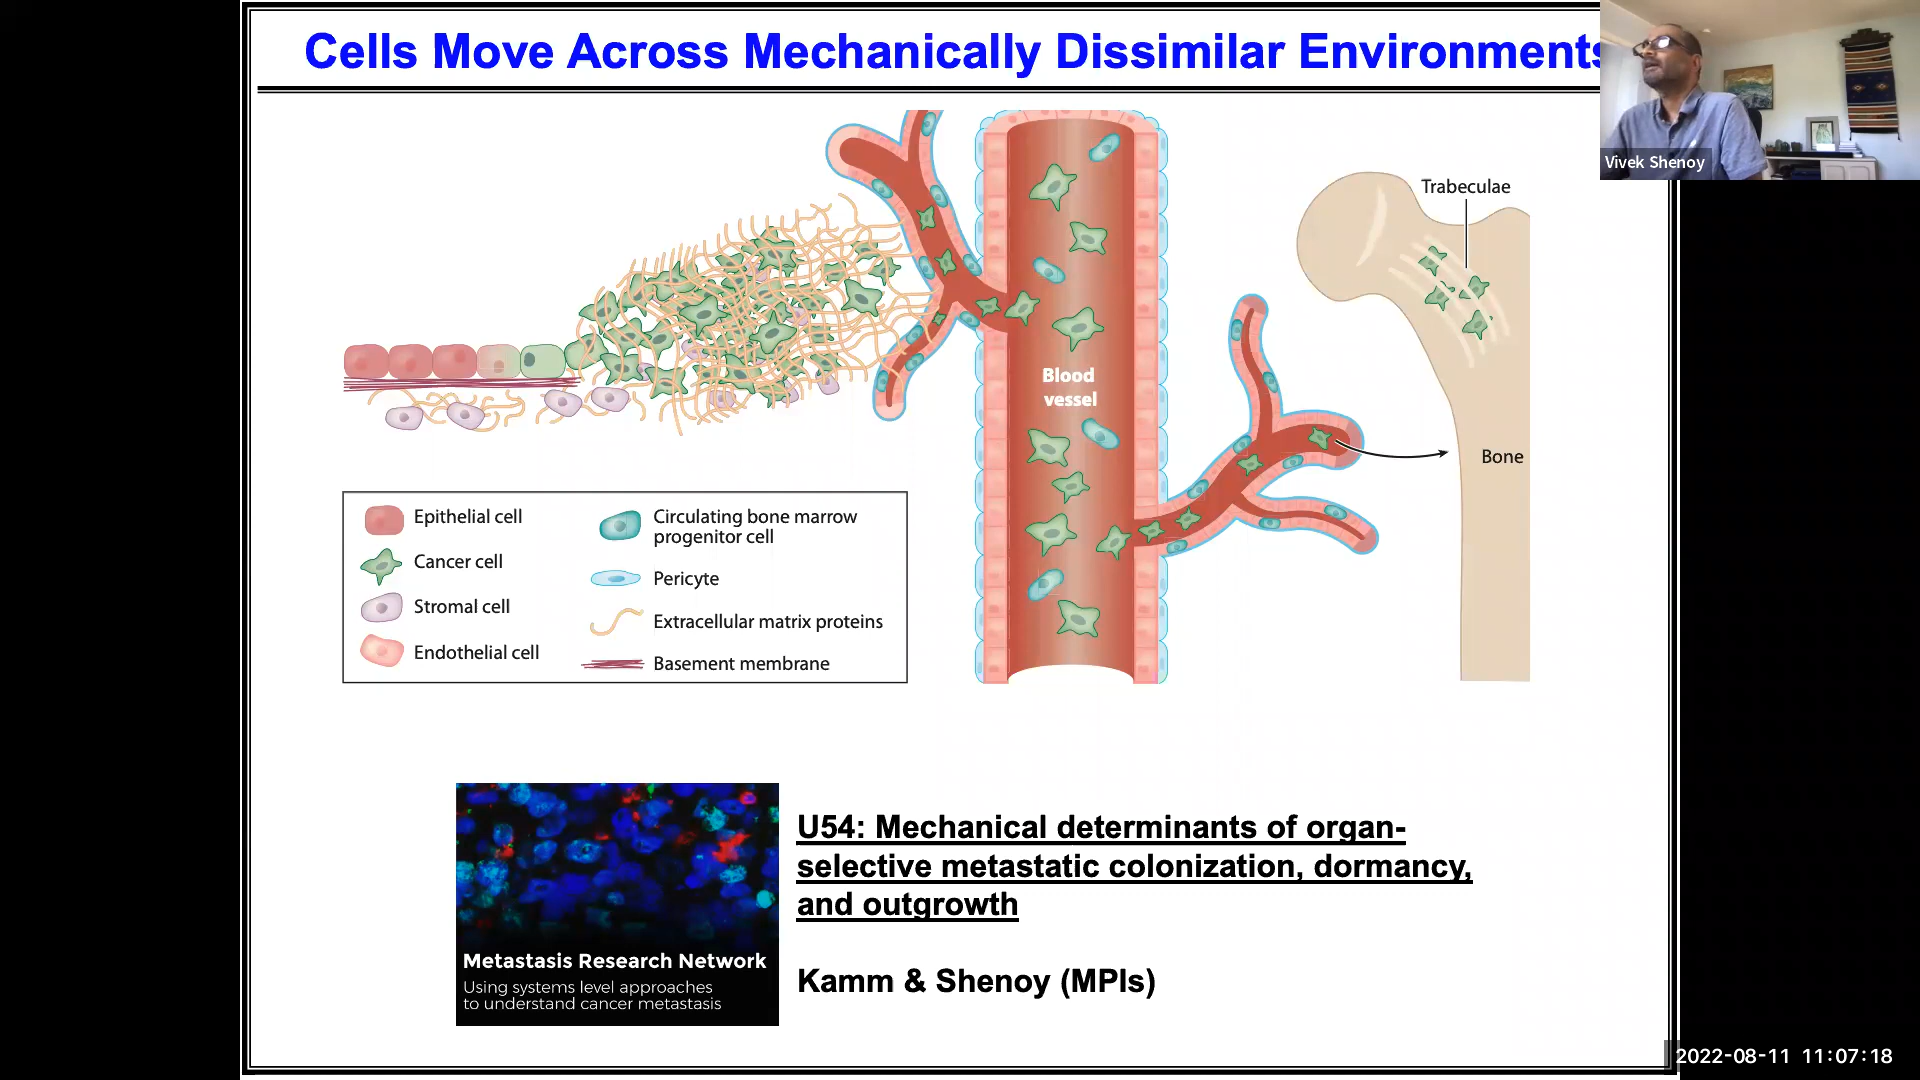 Cells Move Across Mechanically Dissimilar Environments
Vivek Shenoy
Trabeculae
Blood
vessel
Bone
Epithelial cell
Cancer cell
Stromal cell
Endothelial cell
Circulating bone marrow
progenitor cell
Pericyte
Extracellular matrix proteins
Basement membrane
U54: Mechanical determinants of organ-
selective metastatic colonization, dormancy,
and outgrowth
Kamm & Shenoy (MPIs)
Metastasis Research Network
Using systems level approaches
to understand cancer metastasis
2022-08-11 11:07:18